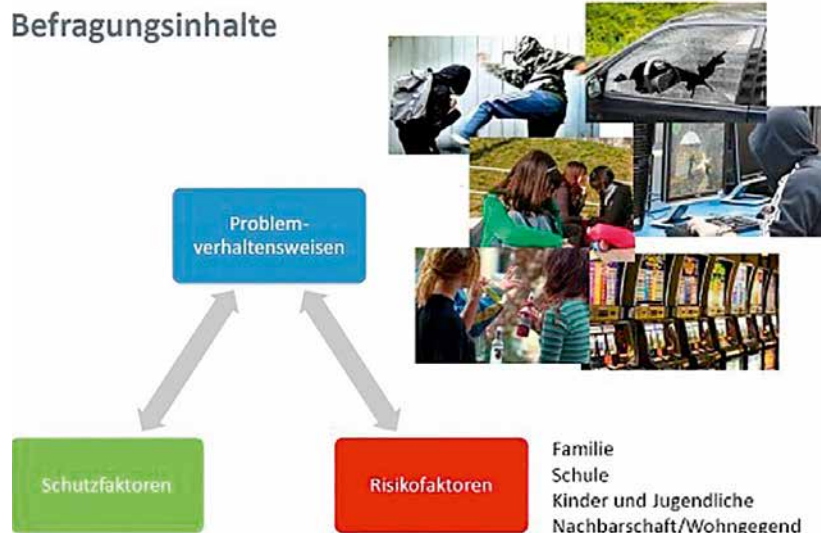 Befragungsinhalte
Problem-
verhaltensweisen
Schutzfaktoren
Risikofaktoren
Familie
Schule
Kinder und Jugendliche
Nachbarschaft/Wohngegend